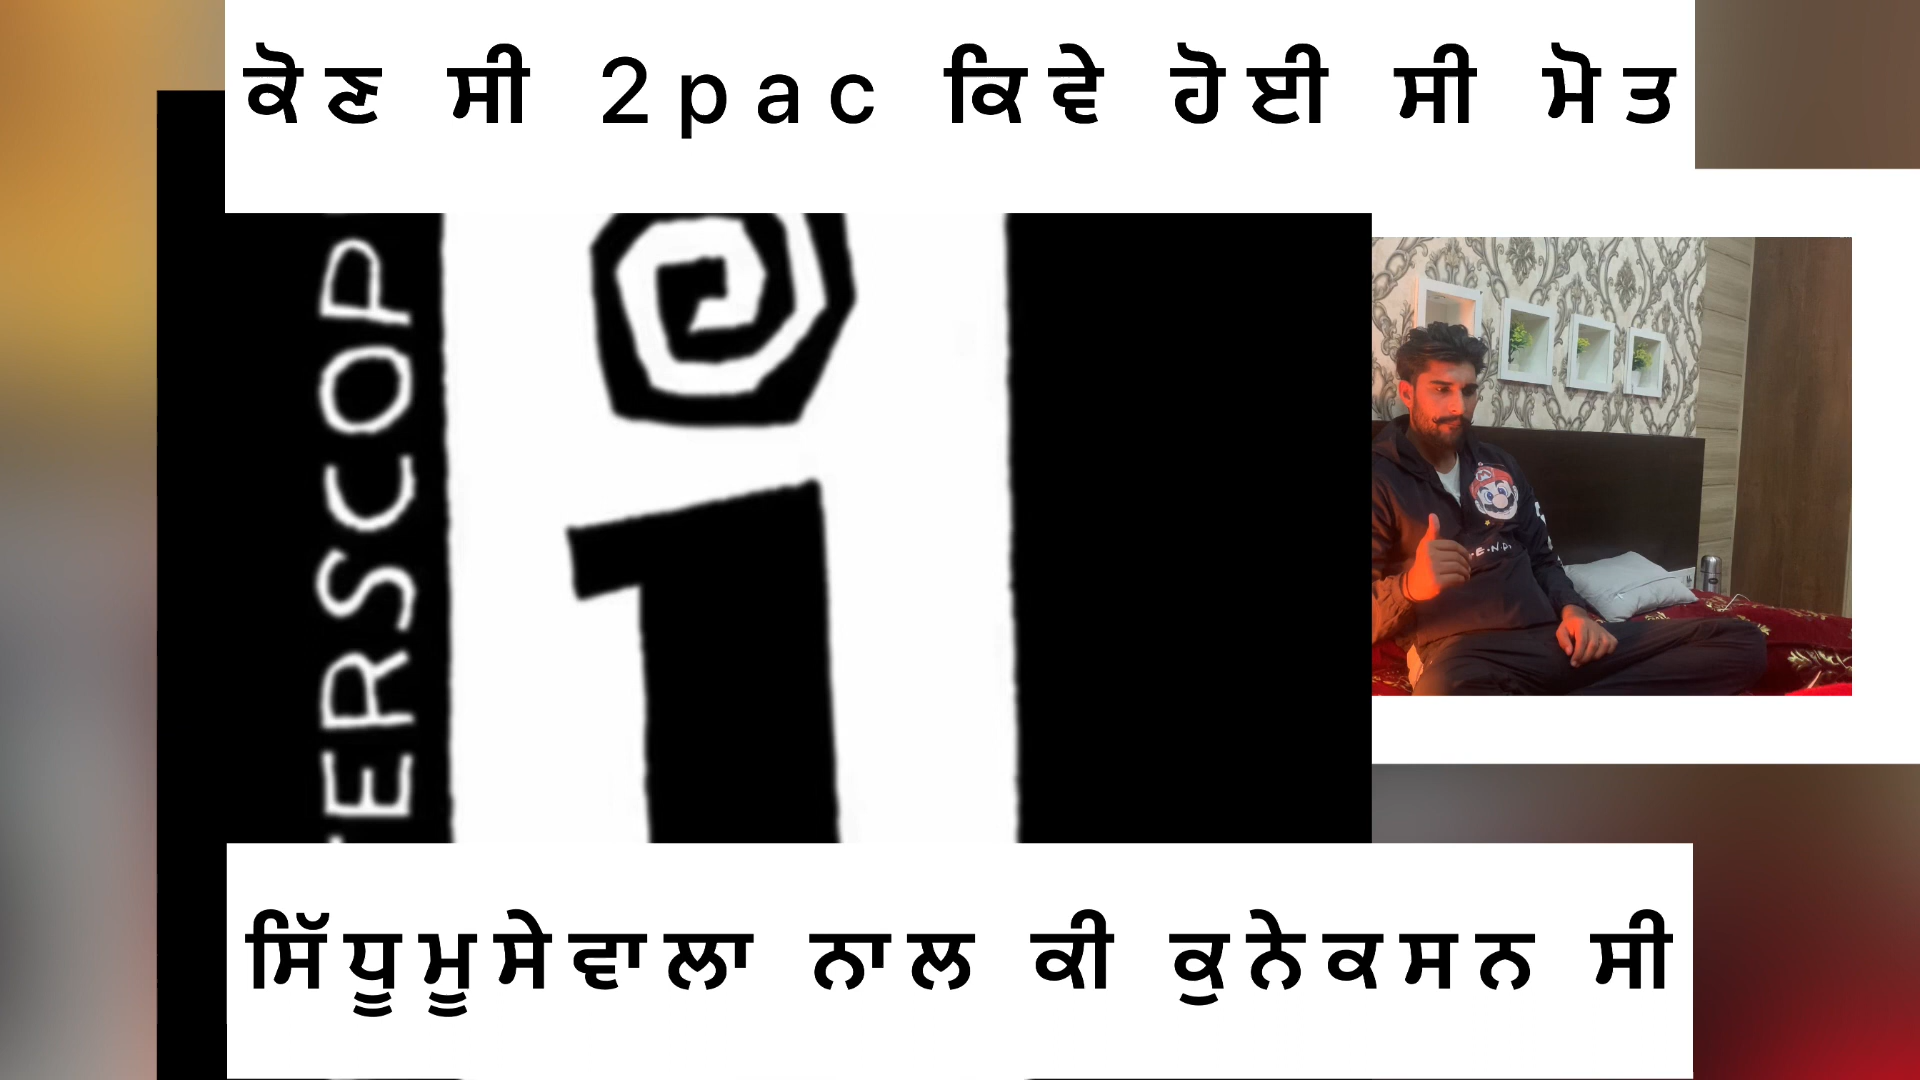 ਕੋਣ ਸੀ 2pac ਕਿਵੇ ਹੋਈ ਸੀ ਮੋਤ
ERSCOP
ਸਿੱਧੂਮੂਸੇਵਾਲਾ ਨਾਲ ਕੀ ਕੁਨੇਕਸਨ ਸੀ